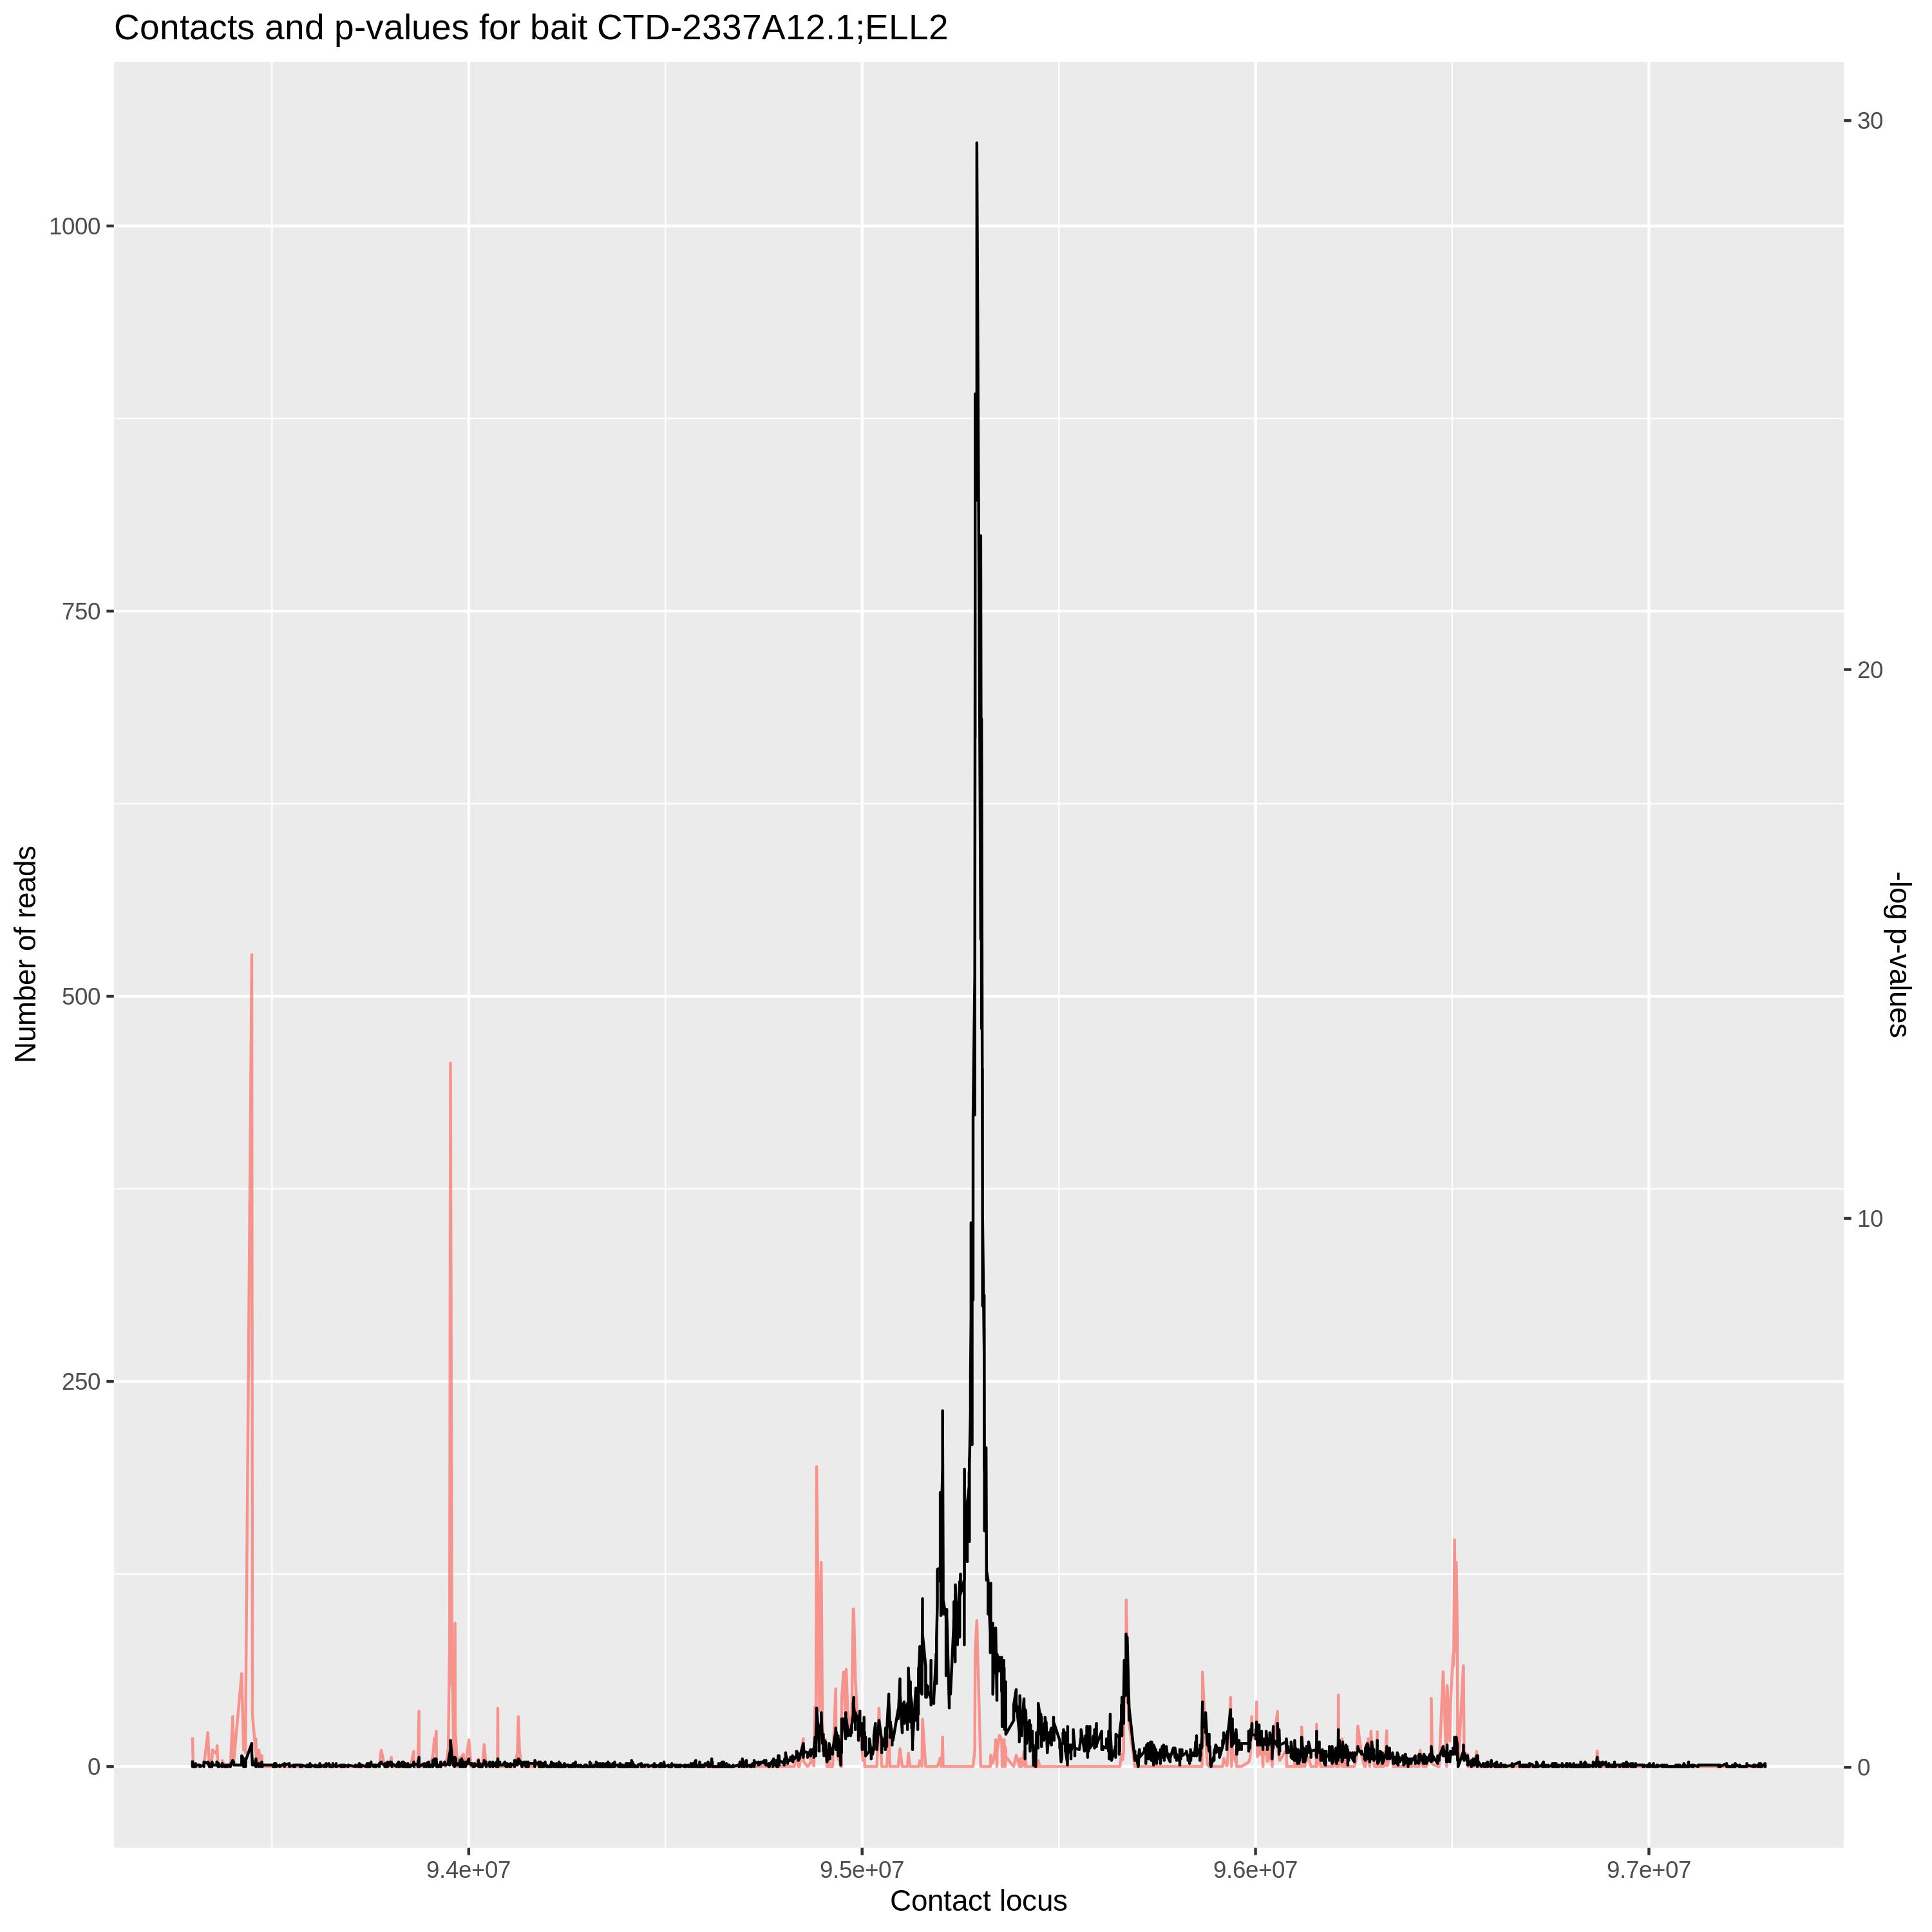 Contacts and p-values for bait CTD-2337A12.1;ELL2
1000
750
500
250
0
Number of reads
30
20
10
0
-log p-values
9.4e+07
9.5e+07
9.6e+07
9.7e+07
Contact locus